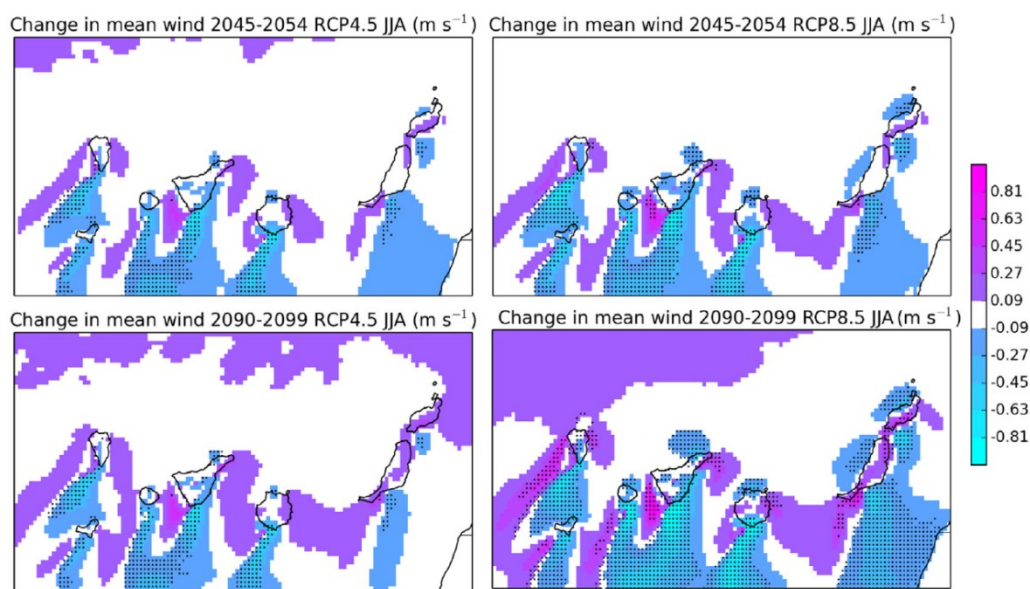 Change in mean wind 2045-2054 RCP4.5 JJA (m s⁻¹)
Change in mean wind 2045-2054 RCP8.5 JJA (m s⁻¹)
Change in mean wind 2090-2099 RCP4.5 JJA (m s⁻¹)
Change in mean wind 2090-2099 RCP8.5 JJA (m s⁻¹)
0.81
0.63
0.45
0.27
0.09
-0.09
-0.27
-0.45
-0.63
-0.81